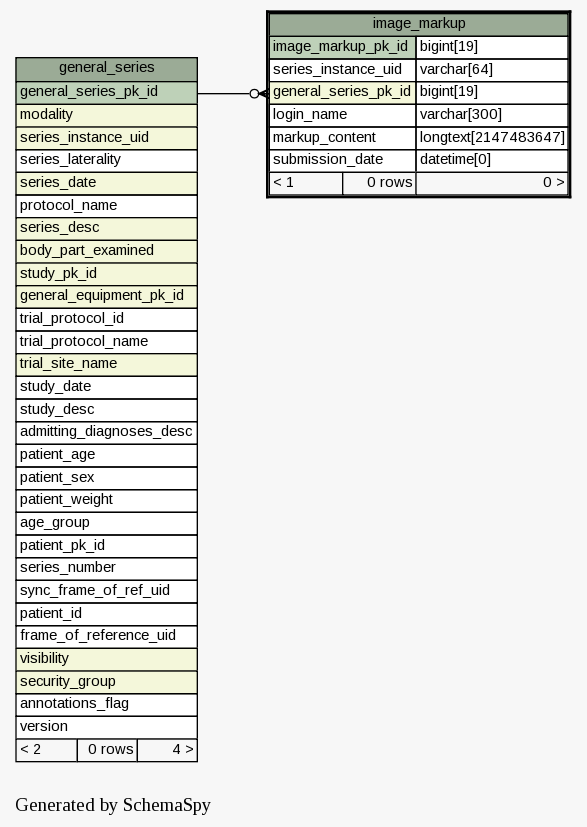 image_markup
image_markup_pk_id bigint[19]
series_instance_uid varchar[64]
general_series_pk_id bigint[19]
login_name varchar[300]
markup_content longtext[2147483647]
submission_date datetime[0]
< 1 0 rows 0 >
general_series
general_series_pk_id
modality
series_instance_uid
series_laterality
series_date
protocol_name
series_desc
body_part_examined
study_pk_id
general_equipment_pk_id
trial_protocol_id
trial_protocol_name
trial_site_name
study_date
study_desc
admitting_diagnoses_desc
patient_age
patient_sex
patient_weight
age_group
patient_pk_id
series_number
sync_frame_of_ref_uid
patient_id
frame_of_reference_uid
visibility
security_group
annotations_flag
version
< 2 0 rows 4 >
Generated by SchemaSpy